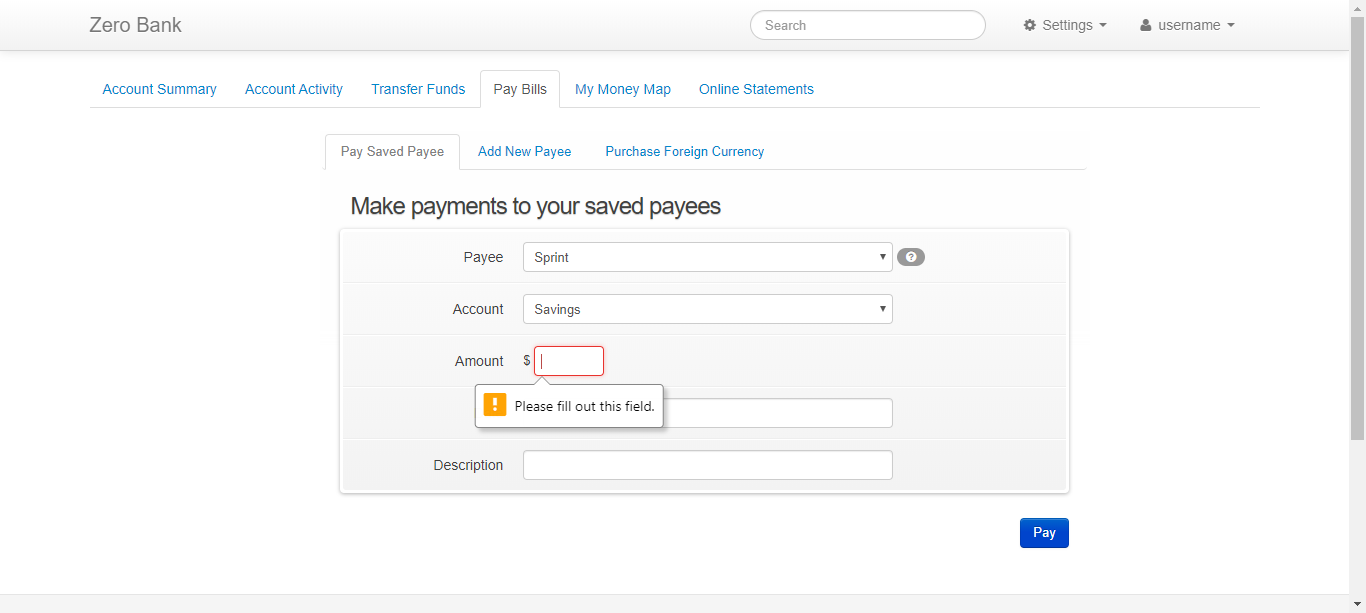 Zero Bank
Search
Settings
username
Account Summary
Account Activity
Transfer Funds
Pay Bills
My Money Map
Online Statements
Pay Saved Payee
Add New Payee
Purchase Foreign Currency
Make payments to your saved payees
Payee
Sprint
?
Account
Savings
Amount
$
!
Please fill out this field.
Description
Pay